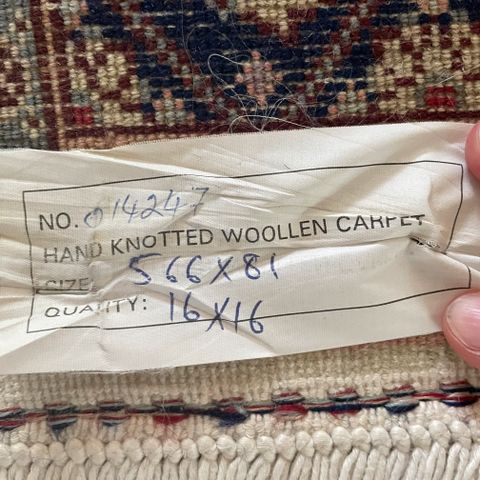 NO. 014247
HAND KNOTTED WOOLLEN CARPET
SIZE: 566X81
QUALITY: 16X16